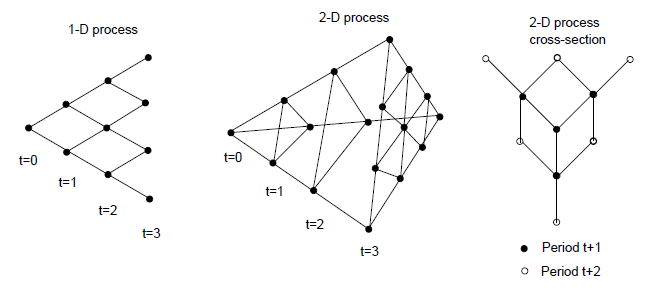 1-D process
t=0
t=1
t=2
t=3
2-D process
t=0
t=1
t=2
t=3
2-D process
cross-section
Period t+1
Period t+2